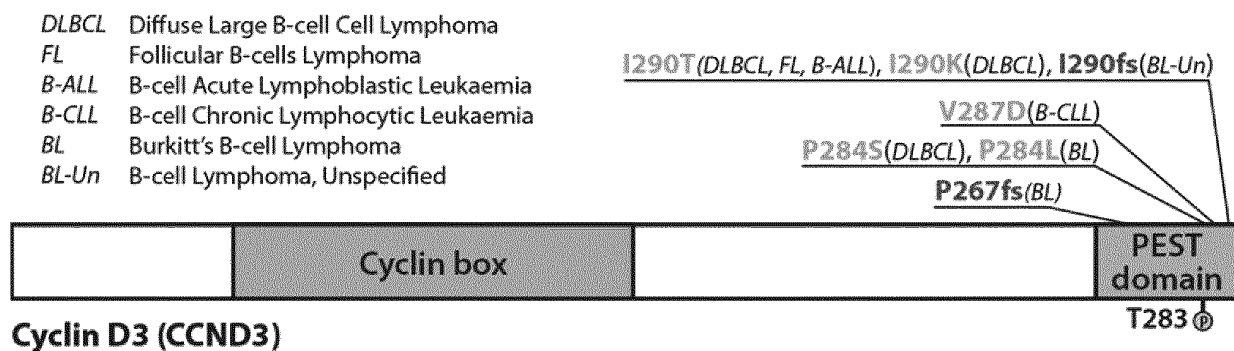 DLBCL Diffuse Large B-cell Cell Lymphoma
FL Follicular B-cells Lymphoma
B-ALL B-cell Acute Lymphoblastic Leukaemia
B-CLL B-cell Chronic Lymphocytic Leukaemia
BL Burkitt's B-cell Lymphoma
BL-Un B-cell Lymphoma, Unspecified
I290T(DLBCL, FL, B-ALL), I290K(DLBCL), I290fs(BL-Un)
V287D(B-CLL)
P284S(DLBCL), P284L(BL)
P267fs(BL)
Cyclin box
PEST
domain
T283 P
Cyclin D3 (CCND3)